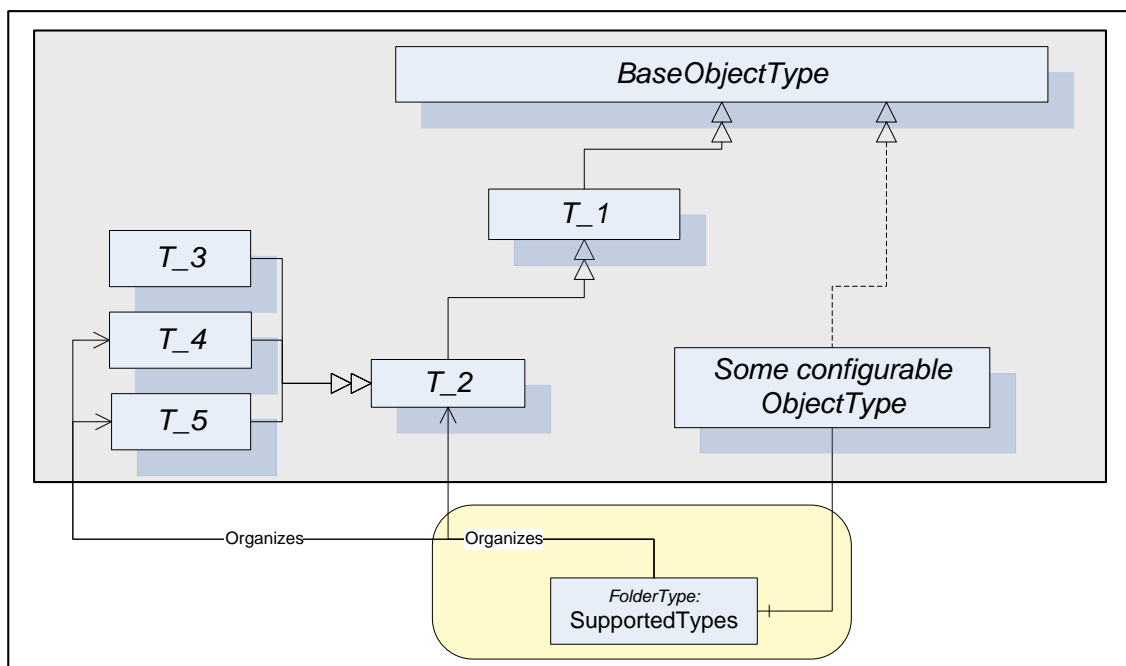 BaseObjectType
T_1
T_3
T_4
T_2
Some configurable
ObjectType
T_5
Organizes
Organizes
FolderType:
SupportedTypes